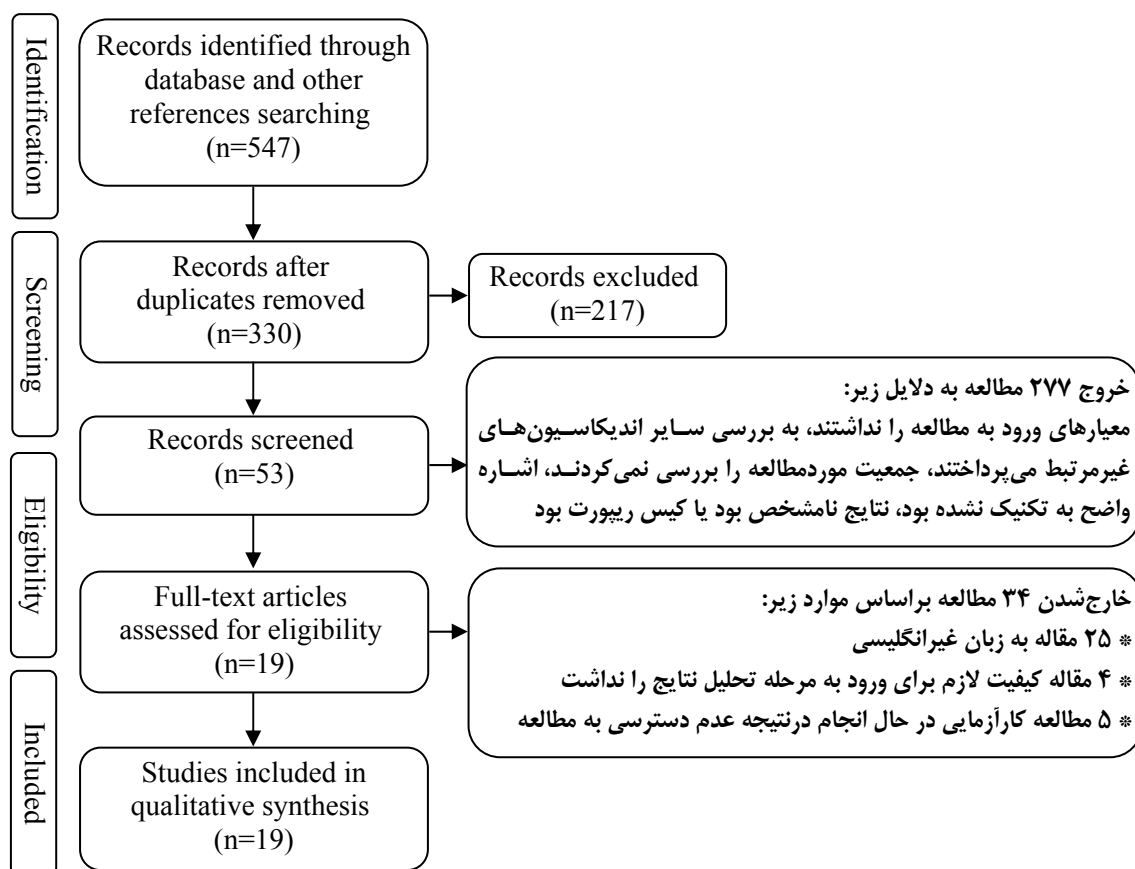 Identification
Records identified through
database and other
references searching
(n=547)
Screening
Records after
duplicates removed
(n=330)
Records excluded
(n=217)
Records screened
(n=53)
خروج ۲۷۷ مطالعه به دلایل زیر:
معیارهای ورود به مطالعه را نداشتند، به بررسی سـایر اندیکاسـیون‌هـای
غیرمرتبط می‌پرداختند، جمعیت موردمطالعه را بررسی نمی‌کردنـد، اشـاره
واضح به تکنیک نشده بود، نتایج نامشخص بود یا کیس ریپورت بود
Eligibility
Full-text articles
assessed for eligibility
(n=19)
خارج‌شدن ۳۴ مطالعه براساس موارد زیر:
* ۲۵ مقاله به زبان غیرانگلیسی
* ۴ مقاله کیفیت لازم برای ورود به مرحله تحلیل نتایج را نداشت
* ۵ مطالعه کارآزمایی در حال انجام درنتیجه عدم دسترسی به مطالعه
Included
Studies included in
qualitative synthesis
(n=19)